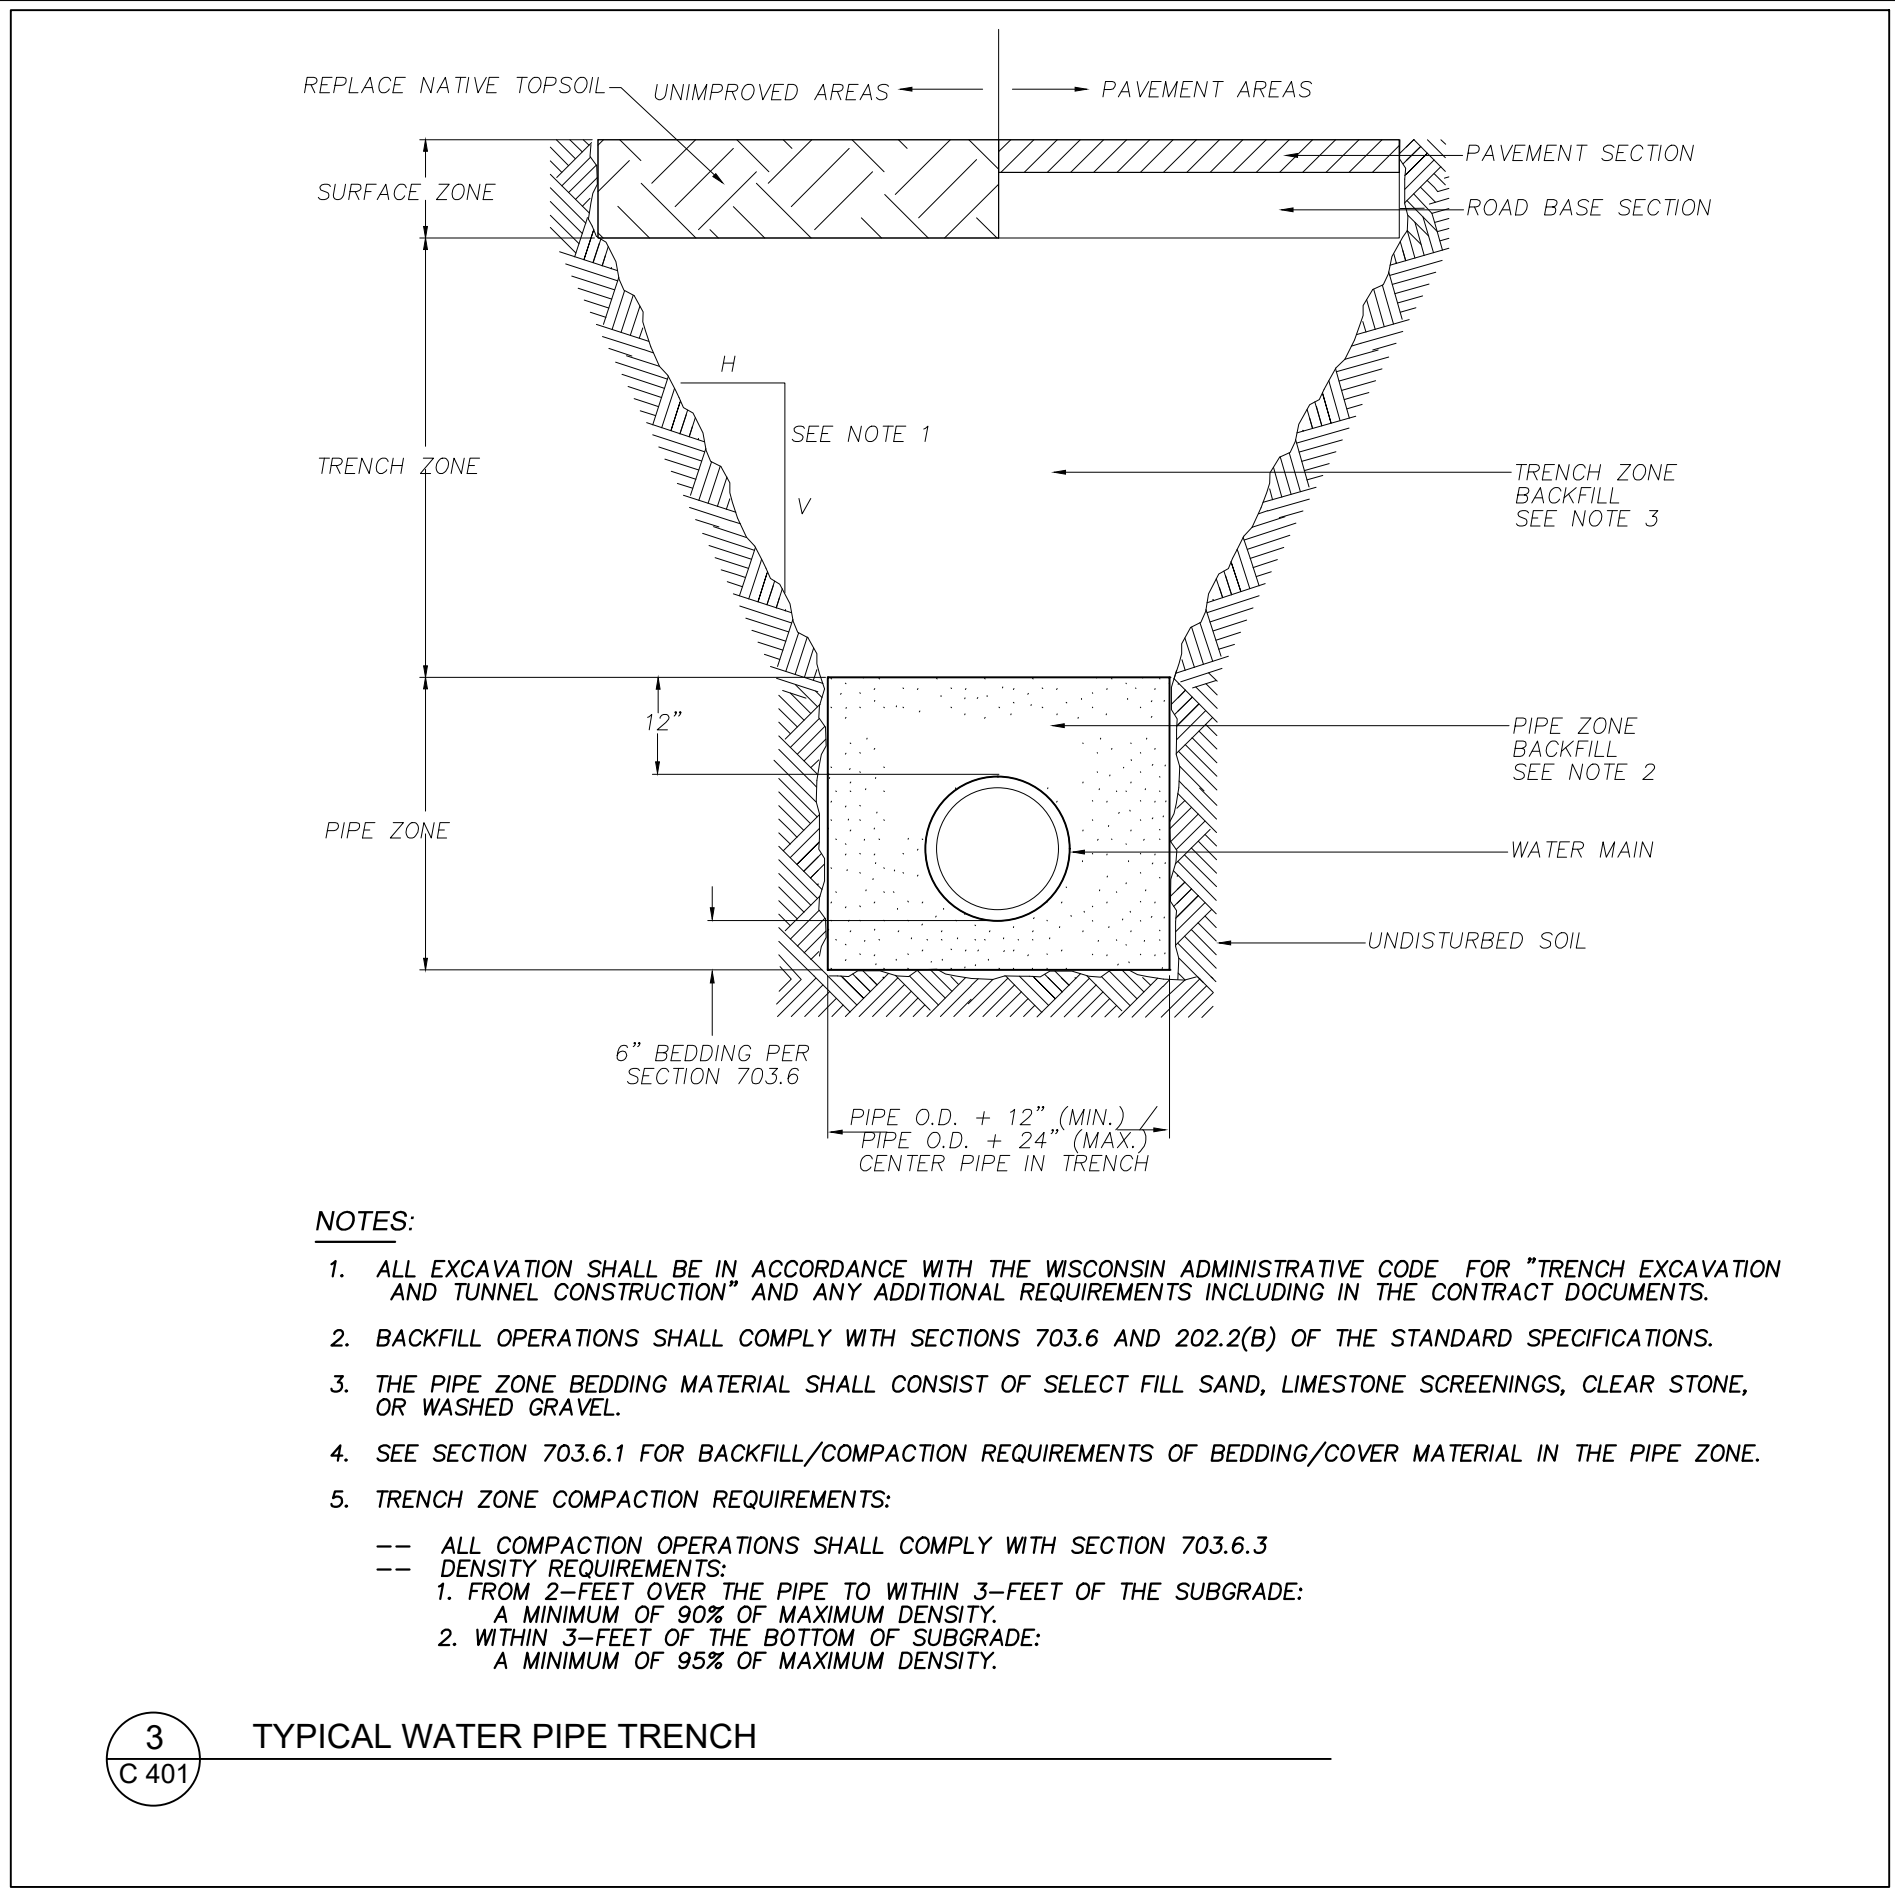 REPLACE NATIVE TOPSOIL
UNIMPROVED AREAS
PAVEMENT AREAS
PAVEMENT SECTION
SURFACE ZONE
ROAD BASE SECTION
H
SEE NOTE 1
V
TRENCH ZONE
TRENCH ZONE
BACKFILL
SEE NOTE 3
12”
PIPE ZONE
BACKFILL
SEE NOTE 2
PIPE ZONE
WATER MAIN
UNDISTURBED SOIL
6” BEDDING PER
SECTION 703.6
PIPE O.D. + 12” (MIN.) /
PIPE O.D. + 24” (MAX.)
CENTER PIPE IN TRENCH
NOTES:
1. ALL EXCAVATION SHALL BE IN ACCORDANCE WITH THE WISCONSIN ADMINISTRATIVE CODE FOR ”TRENCH EXCAVATION
AND TUNNEL CONSTRUCTION” AND ANY ADDITIONAL REQUIREMENTS INCLUDING IN THE CONTRACT DOCUMENTS.
2. BACKFILL OPERATIONS SHALL COMPLY WITH SECTIONS 703.6 AND 202.2(B) OF THE STANDARD SPECIFICATIONS.
3. THE PIPE ZONE BEDDING MATERIAL SHALL CONSIST OF SELECT FILL SAND, LIMESTONE SCREENINGS, CLEAR STONE,
OR WASHED GRAVEL.
4. SEE SECTION 703.6.1 FOR BACKFILL/COMPACTION REQUIREMENTS OF BEDDING/COVER MATERIAL IN THE PIPE ZONE.
5. TRENCH ZONE COMPACTION REQUIREMENTS:
-- ALL COMPACTION OPERATIONS SHALL COMPLY WITH SECTION 703.6.3
-- DENSITY REQUIREMENTS:
1. FROM 2-FEET OVER THE PIPE TO WITHIN 3-FEET OF THE SUBGRADE:
A MINIMUM OF 90% OF MAXIMUM DENSITY.
2. WITHIN 3-FEET OF THE BOTTOM OF SUBGRADE:
A MINIMUM OF 95% OF MAXIMUM DENSITY.
3
C 401
TYPICAL WATER PIPE TRENCH